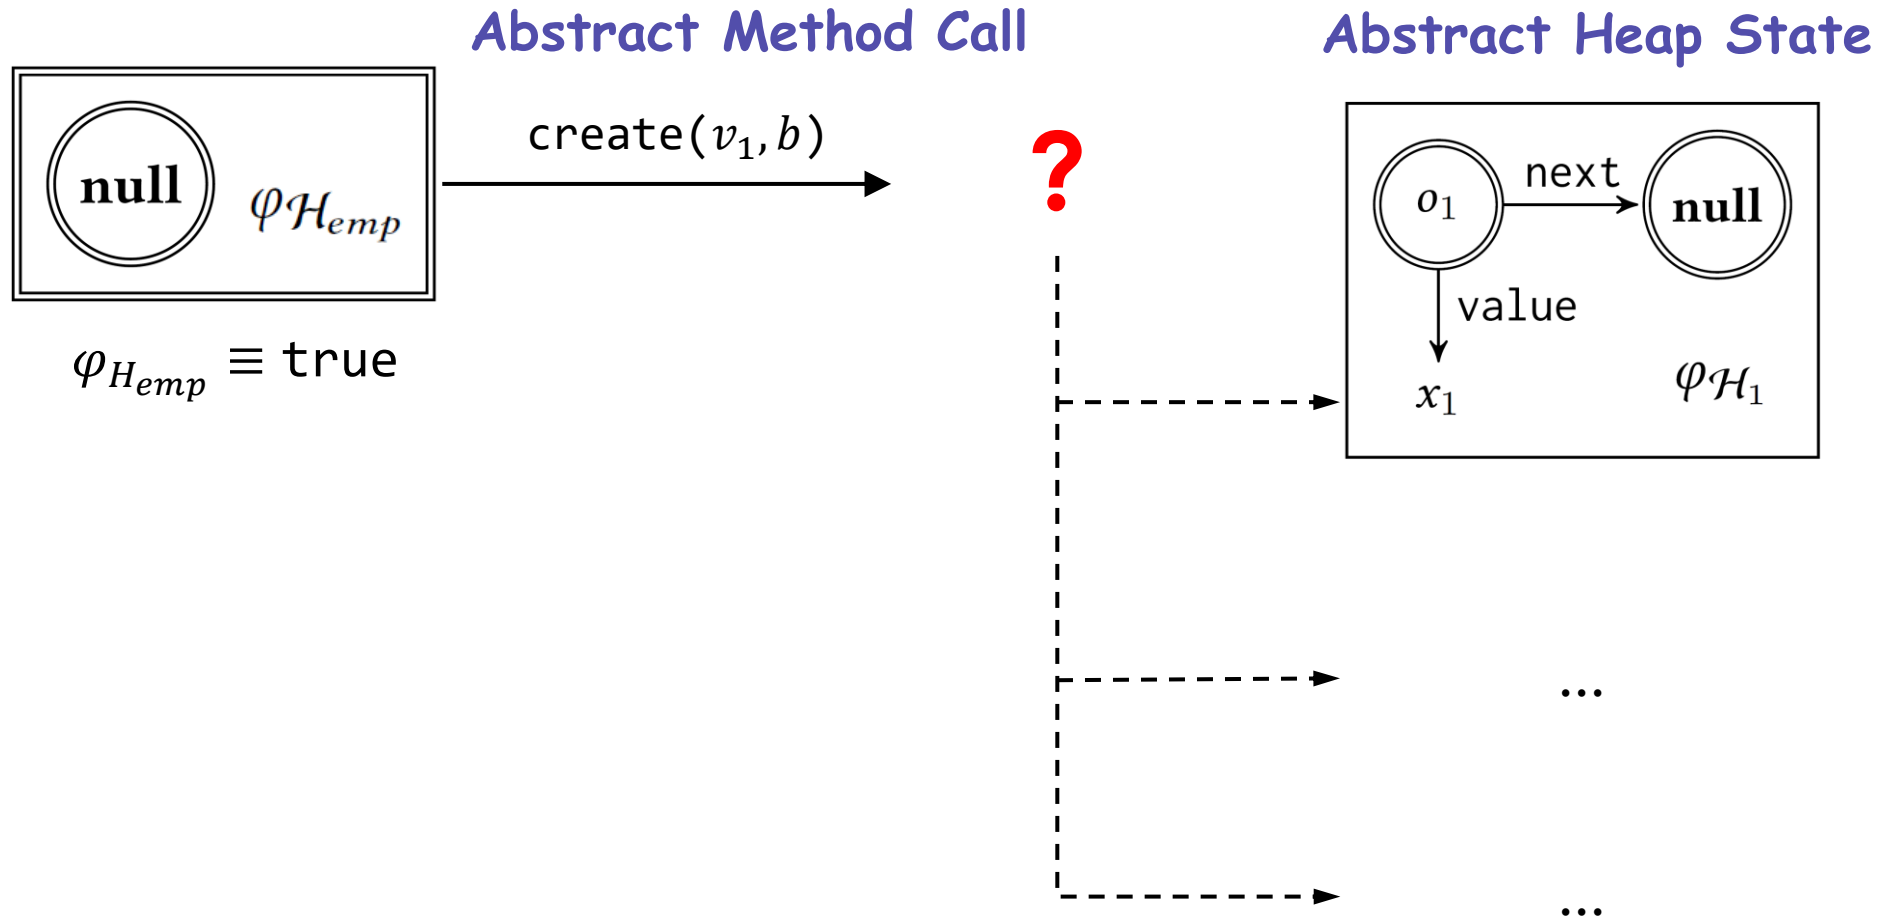 Abstract Method Call
Abstract Heap State
null
φ𝓗emp
create(v₁, b)
?
o₁
next
null
value
x₁
φ𝓗₁
φHemp ≡ true
...
...